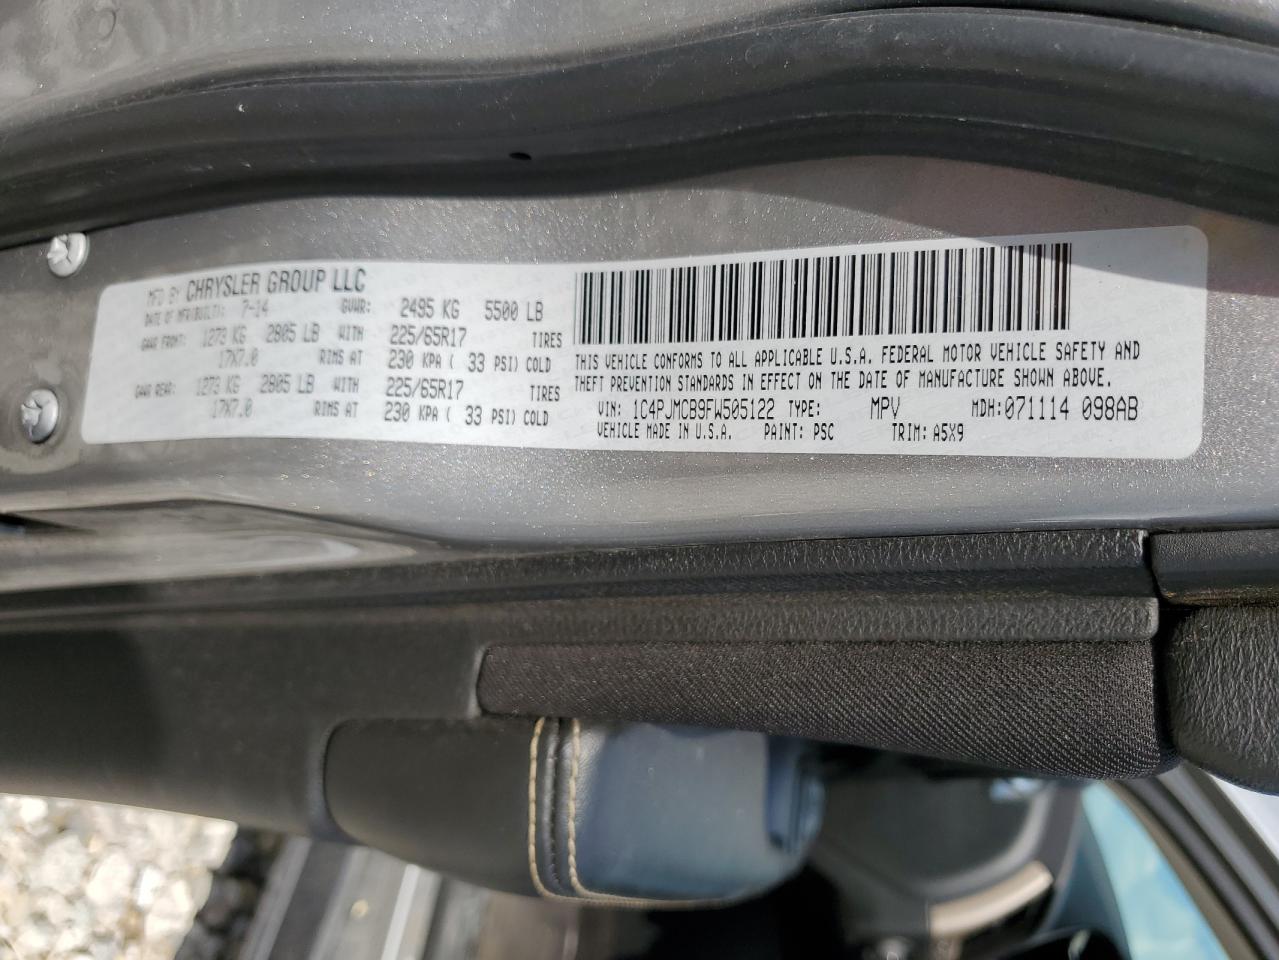 MFD BY CHRYSLER GROUP LLC
DATE OF MFR(BUILT): 7-14 GVWR: 2495 KG 5500 LB
GAWR FRONT: 1273 KG 2805 LB WITH 225/65R17 TIRES
17X7.0 RIMS AT 230 KPA ( 33 PSI) COLD
GAWR REAR: 1273 KG 2805 LB WITH 225/65R17 TIRES
17X7.0 RIMS AT 230 KPA ( 33 PSI) COLD
THIS VEHICLE CONFORMS TO ALL APPLICABLE U.S.A. FEDERAL MOTOR VEHICLE SAFETY AND
THEFT PREVENTION STANDARDS IN EFFECT ON THE DATE OF MANUFACTURE SHOWN ABOVE.
VIN: 1C4PJMCB9FW505122 TYPE: MPV MDH: 071114 098AB
VEHICLE MADE IN U.S.A. PAINT: PSC TRIM: A5X9